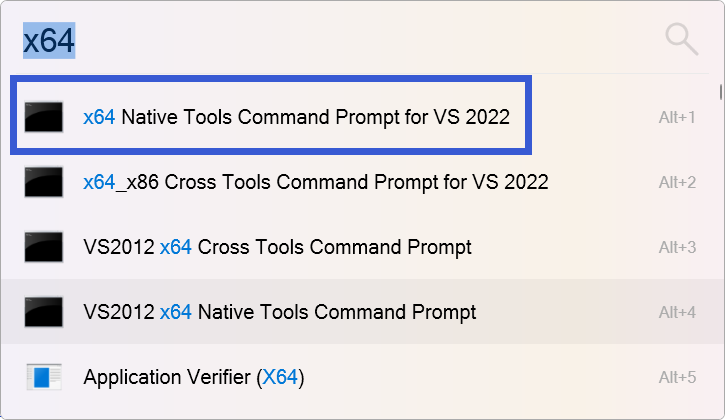 x64
x64 Native Tools Command Prompt for VS 2022 Alt+1
x64_x86 Cross Tools Command Prompt for VS 2022 Alt+2
VS2012 x64 Cross Tools Command Prompt Alt+3
VS2012 x64 Native Tools Command Prompt Alt+4
Application Verifier (X64) Alt+5